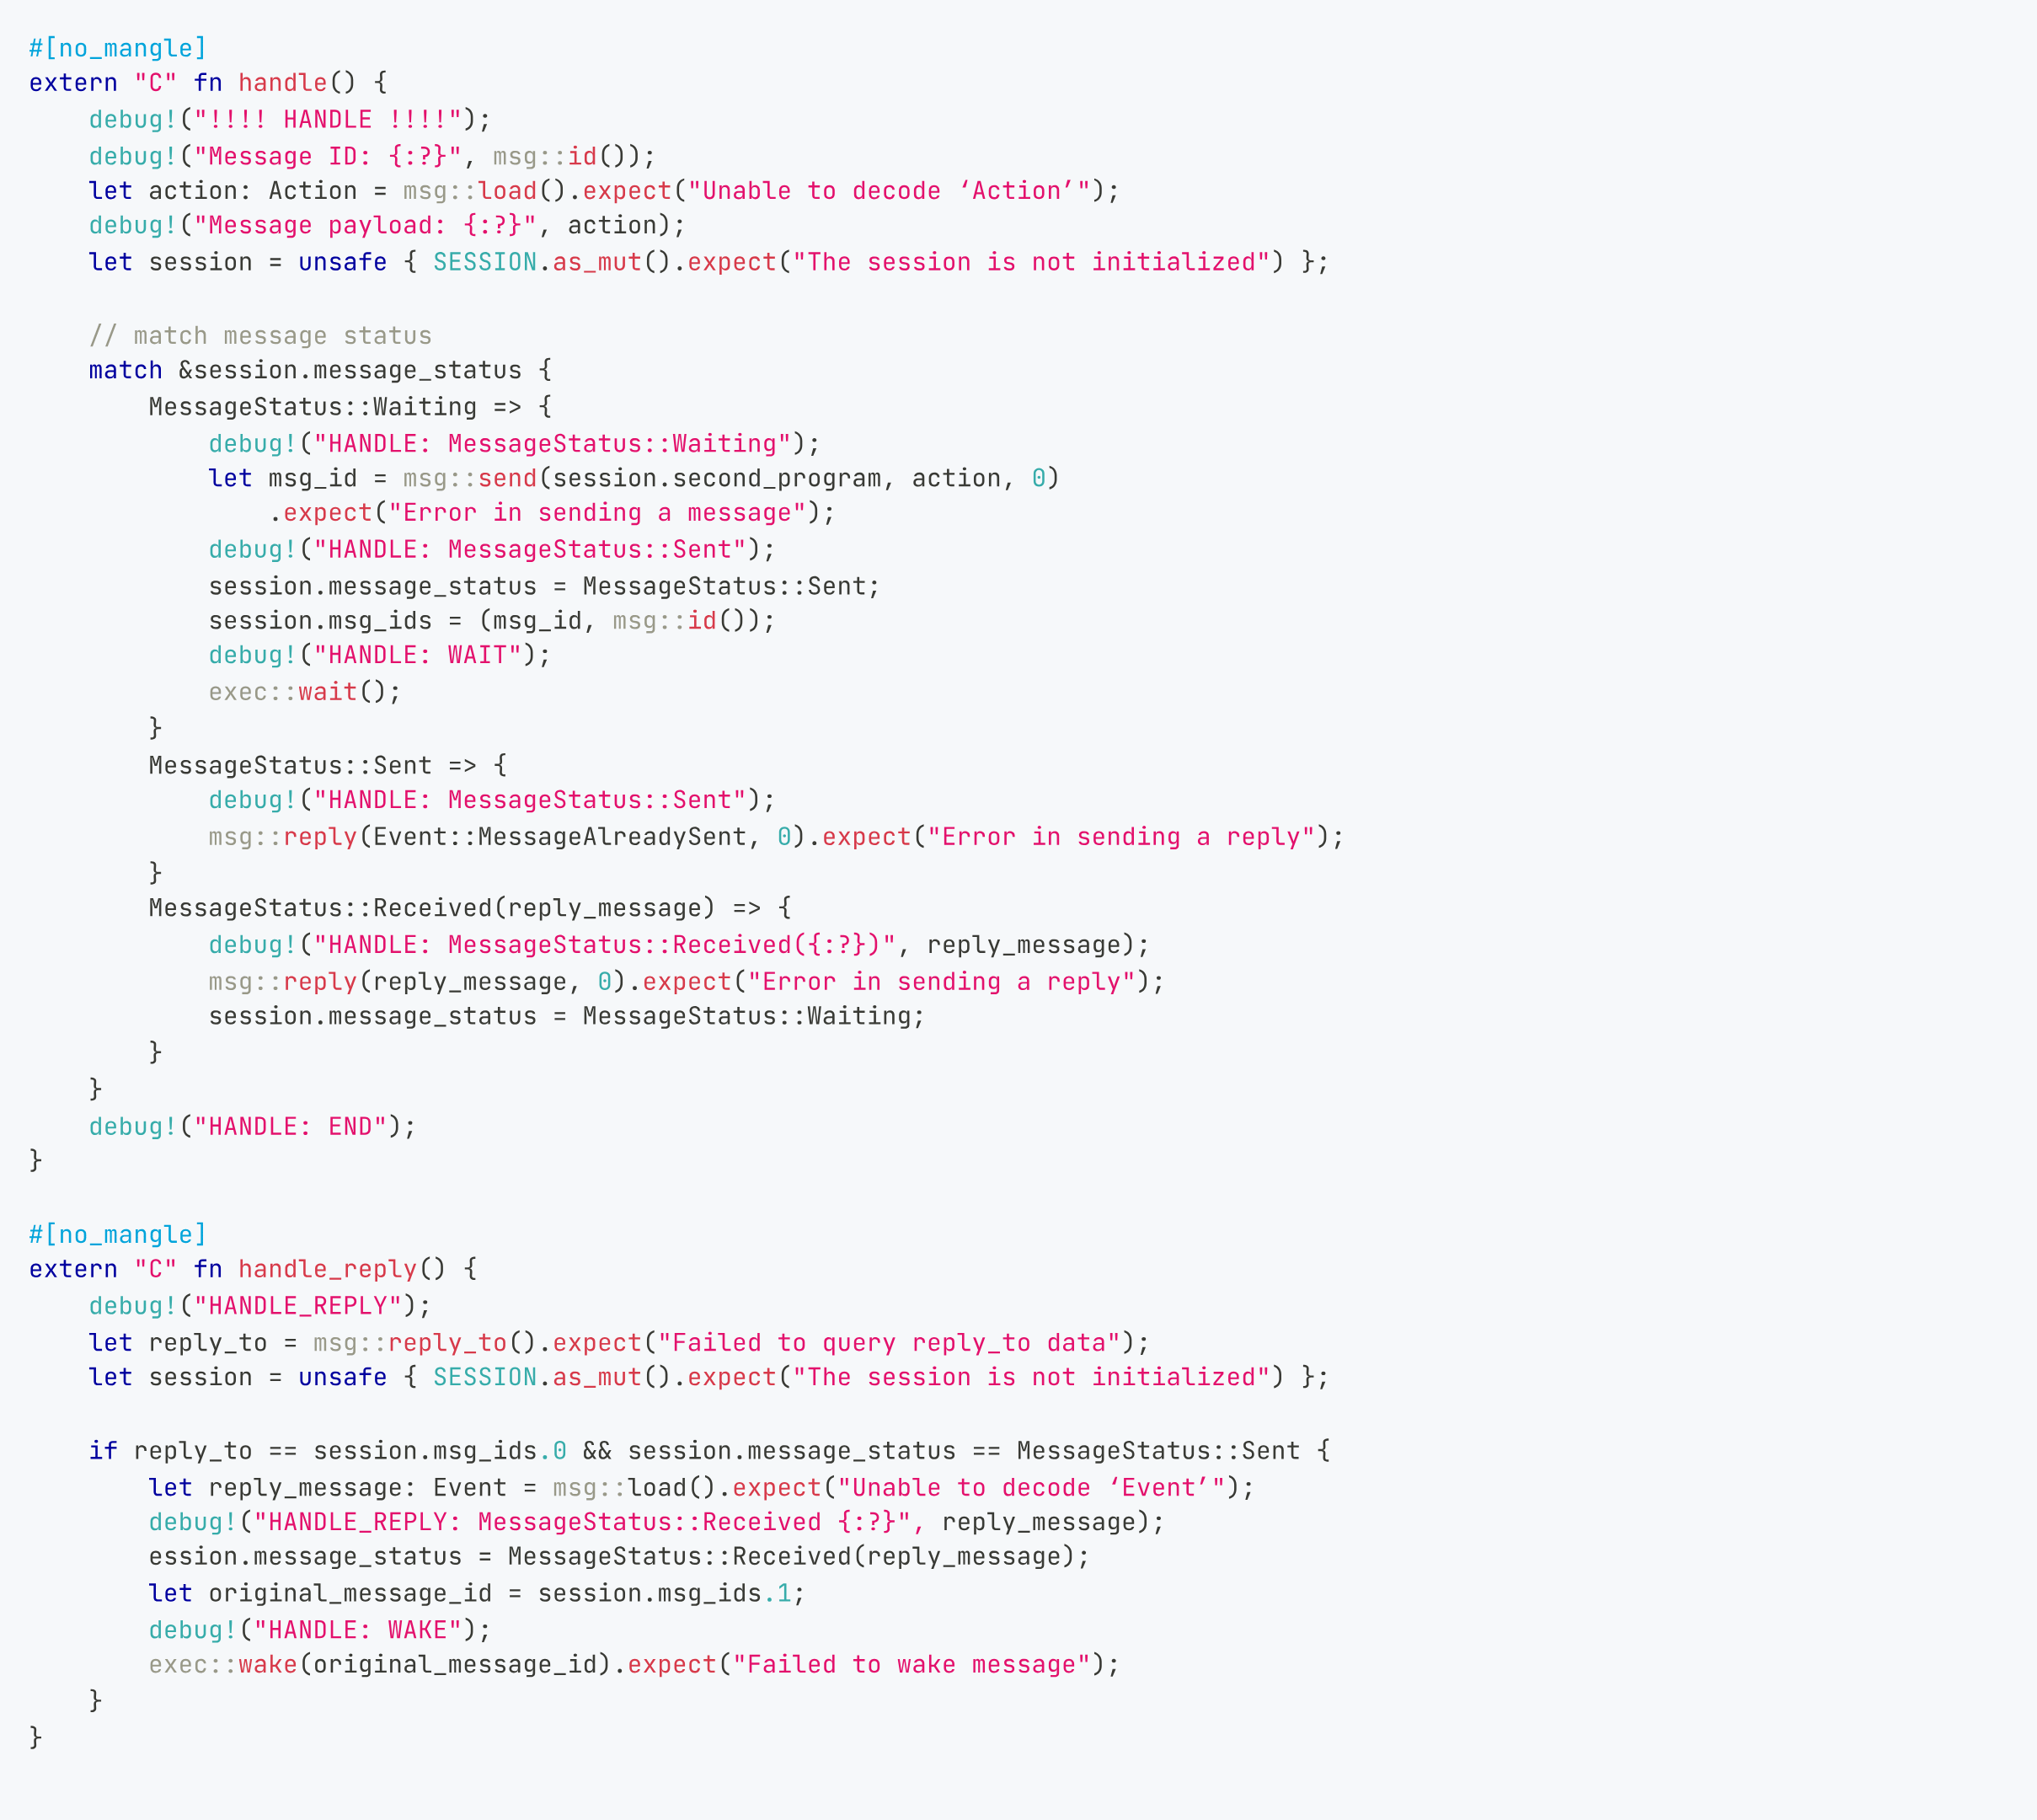 #[no_mangle]
extern "C" fn handle() {
    debug!("!!!! HANDLE !!!!");
    debug!("Message ID: {:?}", msg::id());
    let action: Action = msg::load().expect("Unable to decode ‘Action’");
    debug!("Message payload: {:?}", action);
    let session = unsafe { SESSION.as_mut().expect("The session is not initialized") };

    // match message status
    match &session.message_status {
        MessageStatus::Waiting => {
            debug!("HANDLE: MessageStatus::Waiting");
            let msg_id = msg::send(session.second_program, action, 0)
                .expect("Error in sending a message");
            debug!("HANDLE: MessageStatus::Sent");
            session.message_status = MessageStatus::Sent;
            session.msg_ids = (msg_id, msg::id());
            debug!("HANDLE: WAIT");
            exec::wait();
        }
        MessageStatus::Sent => {
            debug!("HANDLE: MessageStatus::Sent");
            msg::reply(Event::MessageAlreadySent, 0).expect("Error in sending a reply");
        }
        MessageStatus::Received(reply_message) => {
            debug!("HANDLE: MessageStatus::Received({:?})", reply_message);
            msg::reply(reply_message, 0).expect("Error in sending a reply");
            session.message_status = MessageStatus::Waiting;
        }
    }
    debug!("HANDLE: END");
}

#[no_mangle]
extern "C" fn handle_reply() {
    debug!("HANDLE_REPLY");
    let reply_to = msg::reply_to().expect("Failed to query reply_to data");
    let session = unsafe { SESSION.as_mut().expect("The session is not initialized") };

    if reply_to == session.msg_ids.0 && session.message_status == MessageStatus::Sent {
        let reply_message: Event = msg::load().expect("Unable to decode ‘Event’");
        debug!("HANDLE_REPLY: MessageStatus::Received {:?}", reply_message);
        ession.message_status = MessageStatus::Received(reply_message);
        let original_message_id = session.msg_ids.1;
        debug!("HANDLE: WAKE");
        exec::wake(original_message_id).expect("Failed to wake message");
    }
}